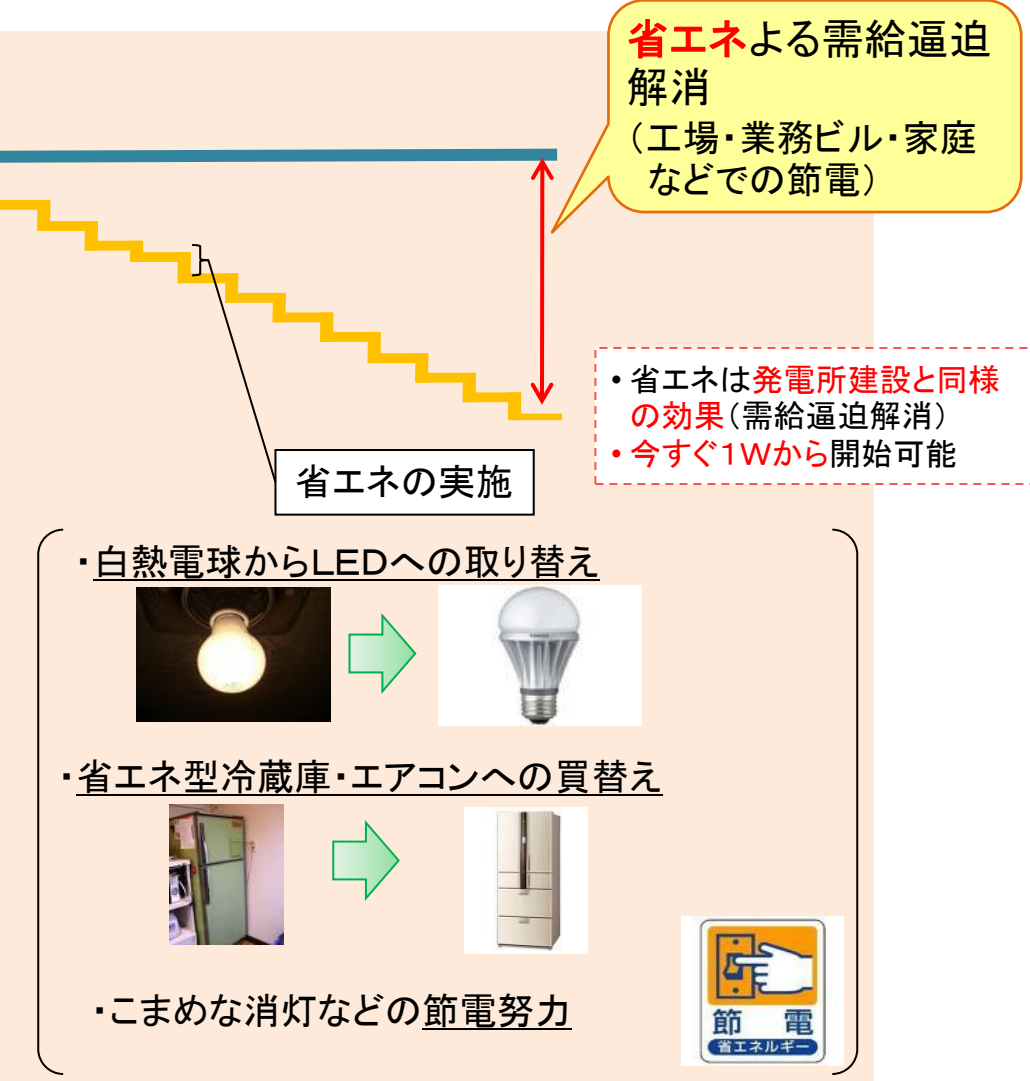 省エネよる需給逼迫
解消
（工場・業務ビル・家庭
などでの節電）
・省エネは発電所建設と同様
の効果（需給逼迫解消）
・今すぐ１Ｗから開始可能
省エネの実施
・白熱電球からＬＥＤへの取り替え
・省エネ型冷蔵庫・エアコンへの買替え
・こまめな消灯などの節電努力
節 電
省エネルギー